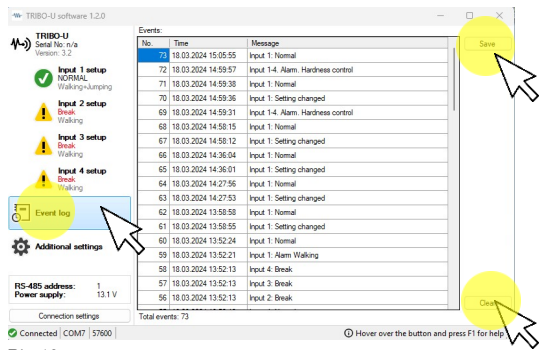 TRIBO-U software 1.2.0
TRIBO-U
Serial No: n/a
Version: 3.2
Input 1 setup
NORMAL
Walking+Jumping
Input 2 setup
Break
Walking
Input 3 setup
Break
Walking
Input 4 setup
Break
Walking
Event log
Additional settings
RS-485 address: 1
Power supply: 13.1 V
Connection settings
Events:
No. Time Message
73 18.03.2024 15:05:55 Input 1: Normal
72 18.03.2024 14:59:57 Input 1-4. Alarm. Hardness control
71 18.03.2024 14:59:38 Input 1: Normal
70 18.03.2024 14:59:36 Input 1: Setting changed
69 18.03.2024 14:59:31 Input 1-4. Alarm. Hardness control
68 18.03.2024 14:58:15 Input 1: Normal
67 18.03.2024 14:58:12 Input 1: Setting changed
66 18.03.2024 14:36:04 Input 1: Normal
65 18.03.2024 14:36:01 Input 1: Setting changed
64 18.03.2024 14:27:56 Input 1: Normal
63 18.03.2024 14:27:53 Input 1: Setting changed
62 18.03.2024 13:58:58 Input 1: Normal
61 18.03.2024 13:58:55 Input 1: Setting changed
60 18.03.2024 13:52:24 Input 1: Normal
59 18.03.2024 13:52:21 Input 1: Alarm Walking
58 18.03.2024 13:52:13 Input 4: Break
57 18.03.2024 13:52:13 Input 3: Break
56 18.03.2024 13:52:13 Input 2: Break
Total events: 73
Save
Clear
Connected COM7 57600
Hover over the button and press F1 for help